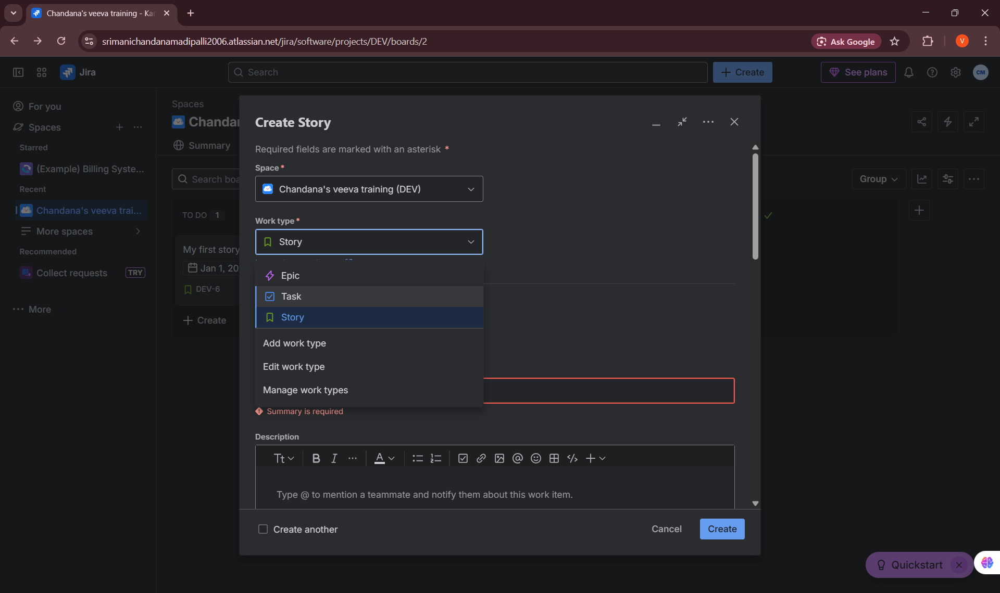 Chandana's veeva training - Ka
srimanichandanamadipalli2006.atlassian.net/jira/software/projects/DEV/boards/2
Ask Google
V
Jira
Search
Create
See plans
CM
For you
Spaces
Starred
(Example) Billing Syste...
Recent
Chandana's veeva trai...
More spaces
Recommended
Collect requests
TRY
More
Spaces
Chandan
Summary
Search boa
Group
TO DO 1
My first story
Jan 1, 20
DEV-6
Create
Create Story
Required fields are marked with an asterisk *
Space *
Chandana's veeva training (DEV)
Work type *
Story
Epic
Task
Story
Add work type
Edit work type
Manage work types
Summary is required
Description
Tt
B I
A
Type @ to mention a teammate and notify them about this work item.
Create another
Cancel
Create
Quickstart